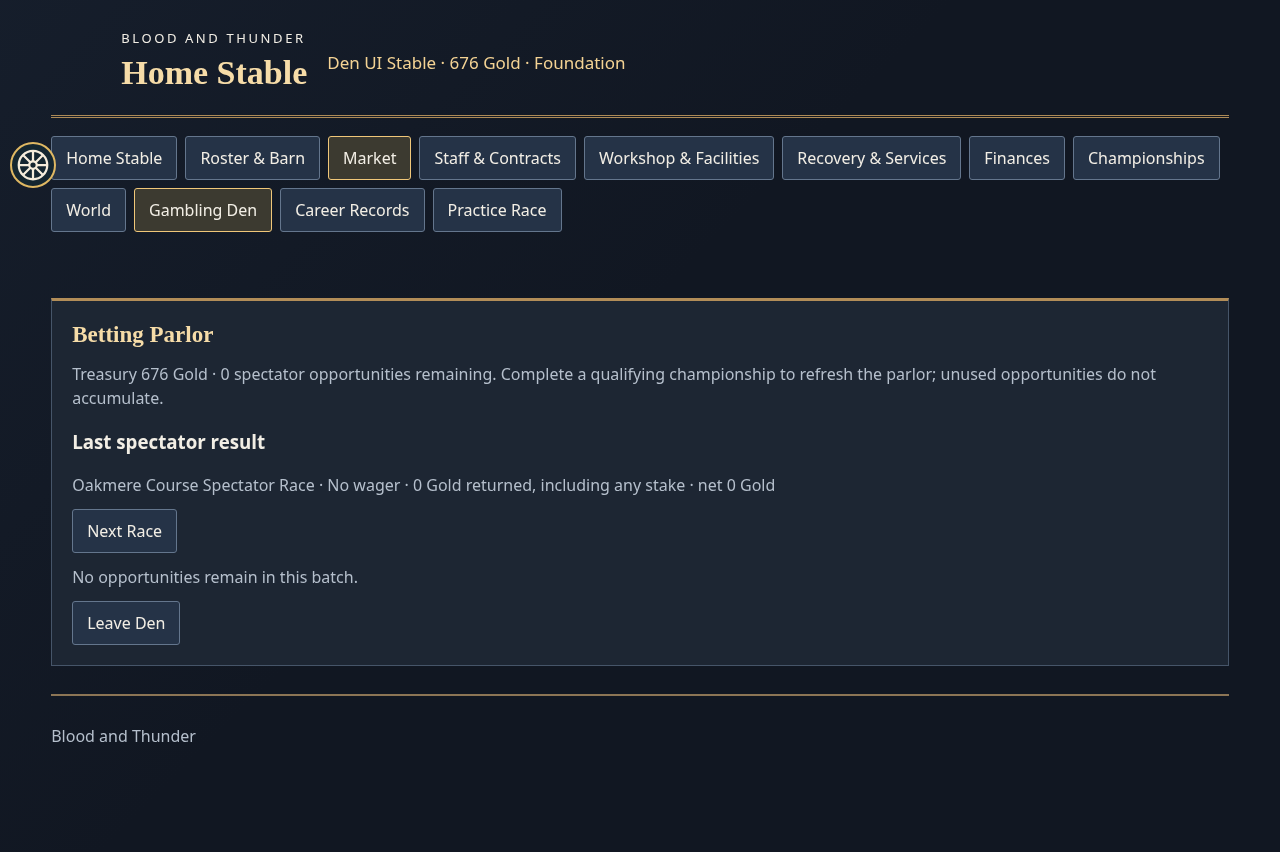 BLOOD AND THUNDER
Home Stable
Den UI Stable · 676 Gold · Foundation
Home Stable
Roster & Barn
Market
Staff & Contracts
Workshop & Facilities
Recovery & Services
Finances
Championships
World
Gambling Den
Career Records
Practice Race
Betting Parlor
Treasury 676 Gold · 0 spectator opportunities remaining. Complete a qualifying championship to refresh the parlor; unused opportunities do not
accumulate.
Last spectator result
Oakmere Course Spectator Race · No wager · 0 Gold returned, including any stake · net 0 Gold
Next Race
No opportunities remain in this batch.
Leave Den
Blood and Thunder